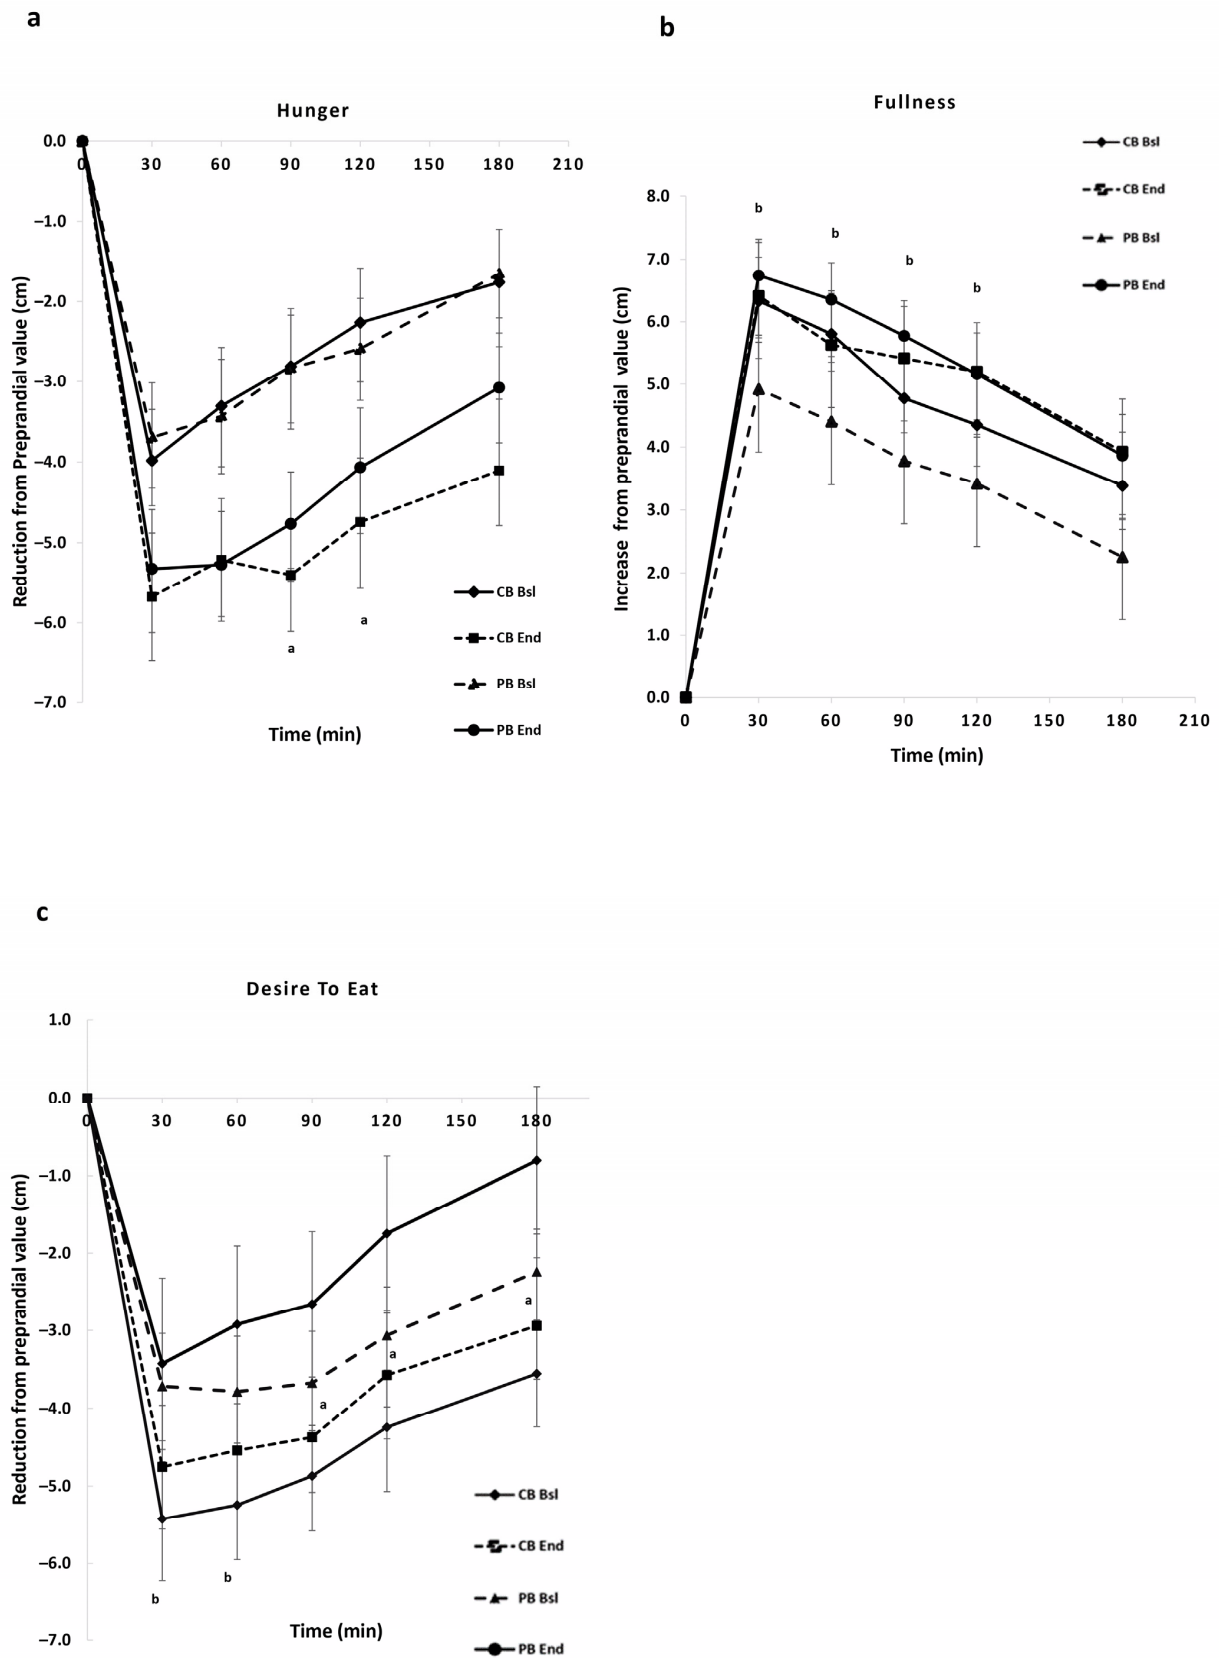 a
Hunger
0.0
0 30 60 90 120 150 180 210
–1.0
–2.0
–3.0
–4.0
–5.0
–6.0
–7.0
Reduction from Preprandial value (cm)
a
a
CB Bsl
CB End
PB Bsl
PB End
Time (min)
b
Fullness
CB Bsl
CB End
PB Bsl
PB End
8.0
7.0
6.0
5.0
4.0
3.0
2.0
1.0
0.0
Increase from preprandial value (cm)
b
b
b
b
0 30 60 90 120 150 180 210
Time (min)
c
Desire To Eat
1.0
0.0
0 30 60 90 120 150 180
–1.0
–2.0
–3.0
–4.0
–5.0
–6.0
–7.0
Reduction from preprandial value (cm)
a
a
a
b
b
CB Bsl
CB End
PB Bsl
PB End
Time (min)